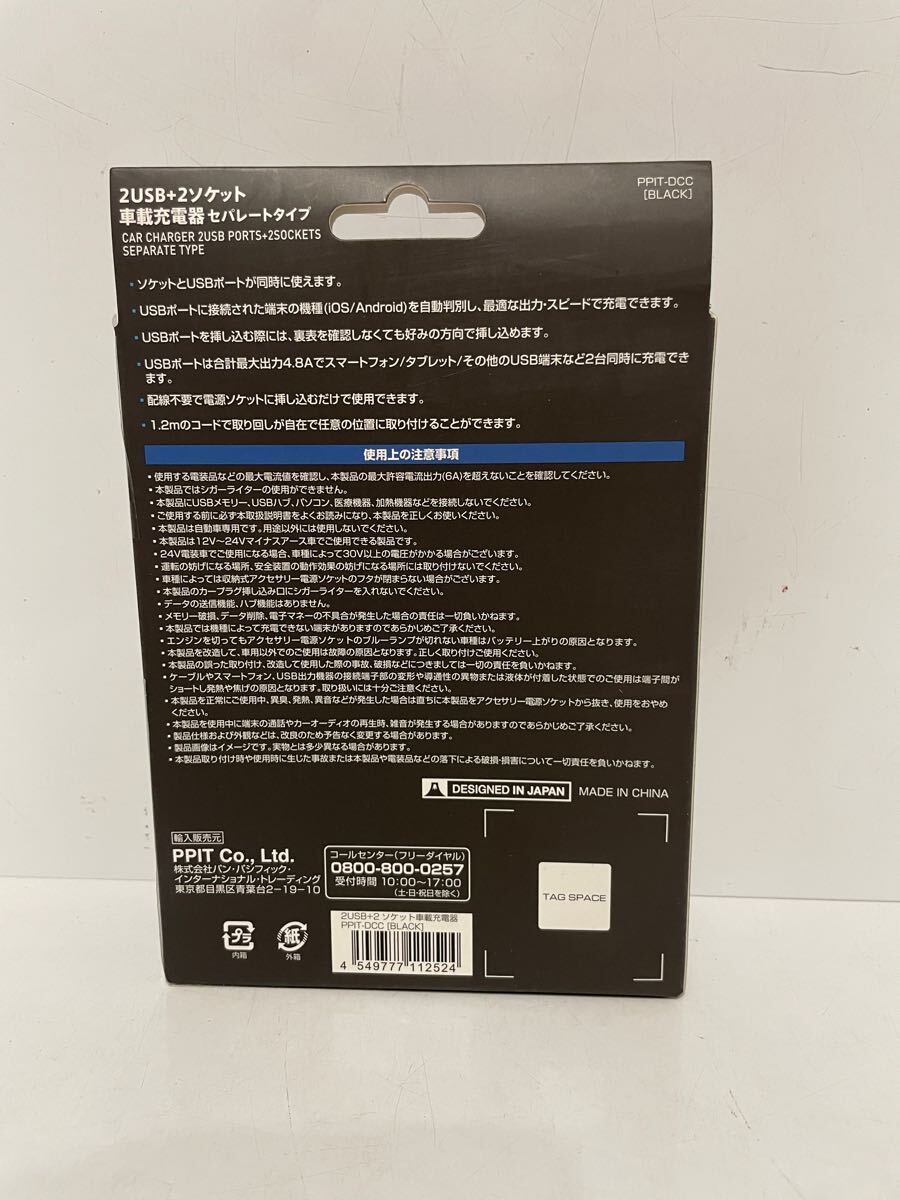 2USB+2ソケット
車載充電器 セパレートタイプ
CAR CHARGER 2USB PORTS+2SOCKETS
SEPARATE TYPE
PPIT-DCC
[BLACK]
・ソケットとUSBポートが同時に使えます。
・USBポートに接続された端末の機種(iOS/Android)を自動判別し、最適な出力・スピードで充電できます。
・USBポートを挿し込む際には、裏表を確認しなくても好みの方向で挿し込めます。
・USBポートは合計最大出力4.8Aでスマートフォン/タブレット/その他のUSB端末など2台同時に充電でき
ます。
・配線不要で電源ソケットに挿し込むだけで使用できます。
・1.2mのコードで取り回しが自在で任意の位置に取り付けることができます。
使用上の注意事項
・使用する電装品などの最大電流値を確認し、本製品の最大許容電流出力(6A)を超えないことを確認してください。
・本製品ではシガーライターの使用ができません。
・本製品にUSBメモリー、USBハブ、パソコン、医療機器、加熱機器などを接続しないでください。
・ご使用する前に必ず本取扱説明書をよくお読みになり、本製品を正しくお使いください。
・本製品は自動車専用です。用途以外には使用しないでください。
・本製品は12V〜24Vマイナスアース車でご使用できる製品です。
・24V電装車でご使用になる場合、車種によって30V以上の電圧がかかる場合がございます。
・運転の妨げになる場所、安全装置の動作効果の妨げになる場所には取り付けないでください。
・車種によっては収納式アクセサリー電源ソケットのフタが閉まらない場合がございます。
・本製品のカープラグ挿し込み口にシガーライターを入れないでください。
・データの送信機能、ハブ機能はありません。
・メモリー破損、データ削除、電子マネーの不具合が発生した場合の責任は一切負いかねます。
・本製品では機種によって充電できない端末がありますのであらかじめご了承ください。
・エンジンを切ってもアクセサリー電源ソケットのブルーランプが切れない車種はバッテリー上がりの原因となります。
・本製品を改造して、車用以外でのご使用は故障の原因となります。正しく取り付けご使用ください。
・本製品の誤った取り付け、改造して使用した際の事故、破損などにつきましては一切の責任を負いかねます。
・ケーブルやスマートフォン、USB出力機器の接続端子部の変形や導通性の異物または液体が付着した状態でのご使用は端子間が
ショートし発熱や焦げの原因となります。取り扱いには十分ご注意ください。
・本製品を正常にご使用中、異臭、発熱、異音などが発生した場合は直ちに本製品をアクセサリー電源ソケットから抜き、使用をおやめ
ください。
・本製品を使用中に端末の通話やカーオーディオの再生時、雑音が発生する場合がありますのであらかじめご了承ください。
・製品仕様および外観などは、改良のため予告なく変更する場合があります。
・製品画像はイメージです。実物とは多少異なる場合があります。
・本製品取り付け時や使用時に生じた事故または本製品や電装品などの落下による破損・損害について一切責任を負いかねます。
DESIGNED IN JAPAN MADE IN CHINA
輸入販売元
PPIT Co., Ltd.
株式会社パン・パシフィック・
インターナショナル・トレーディング
東京都目黒区青葉台2-19-10
コールセンター(フリーダイヤル)
0800-800-0257
受付時間 10:00〜17:00
(土・日・祝日を除く)
TAG SPACE
プラ
内箱
紙
外箱
2USB+2 ソケット車載充電器
PPIT-DCC [BLACK]
4 549777 112524